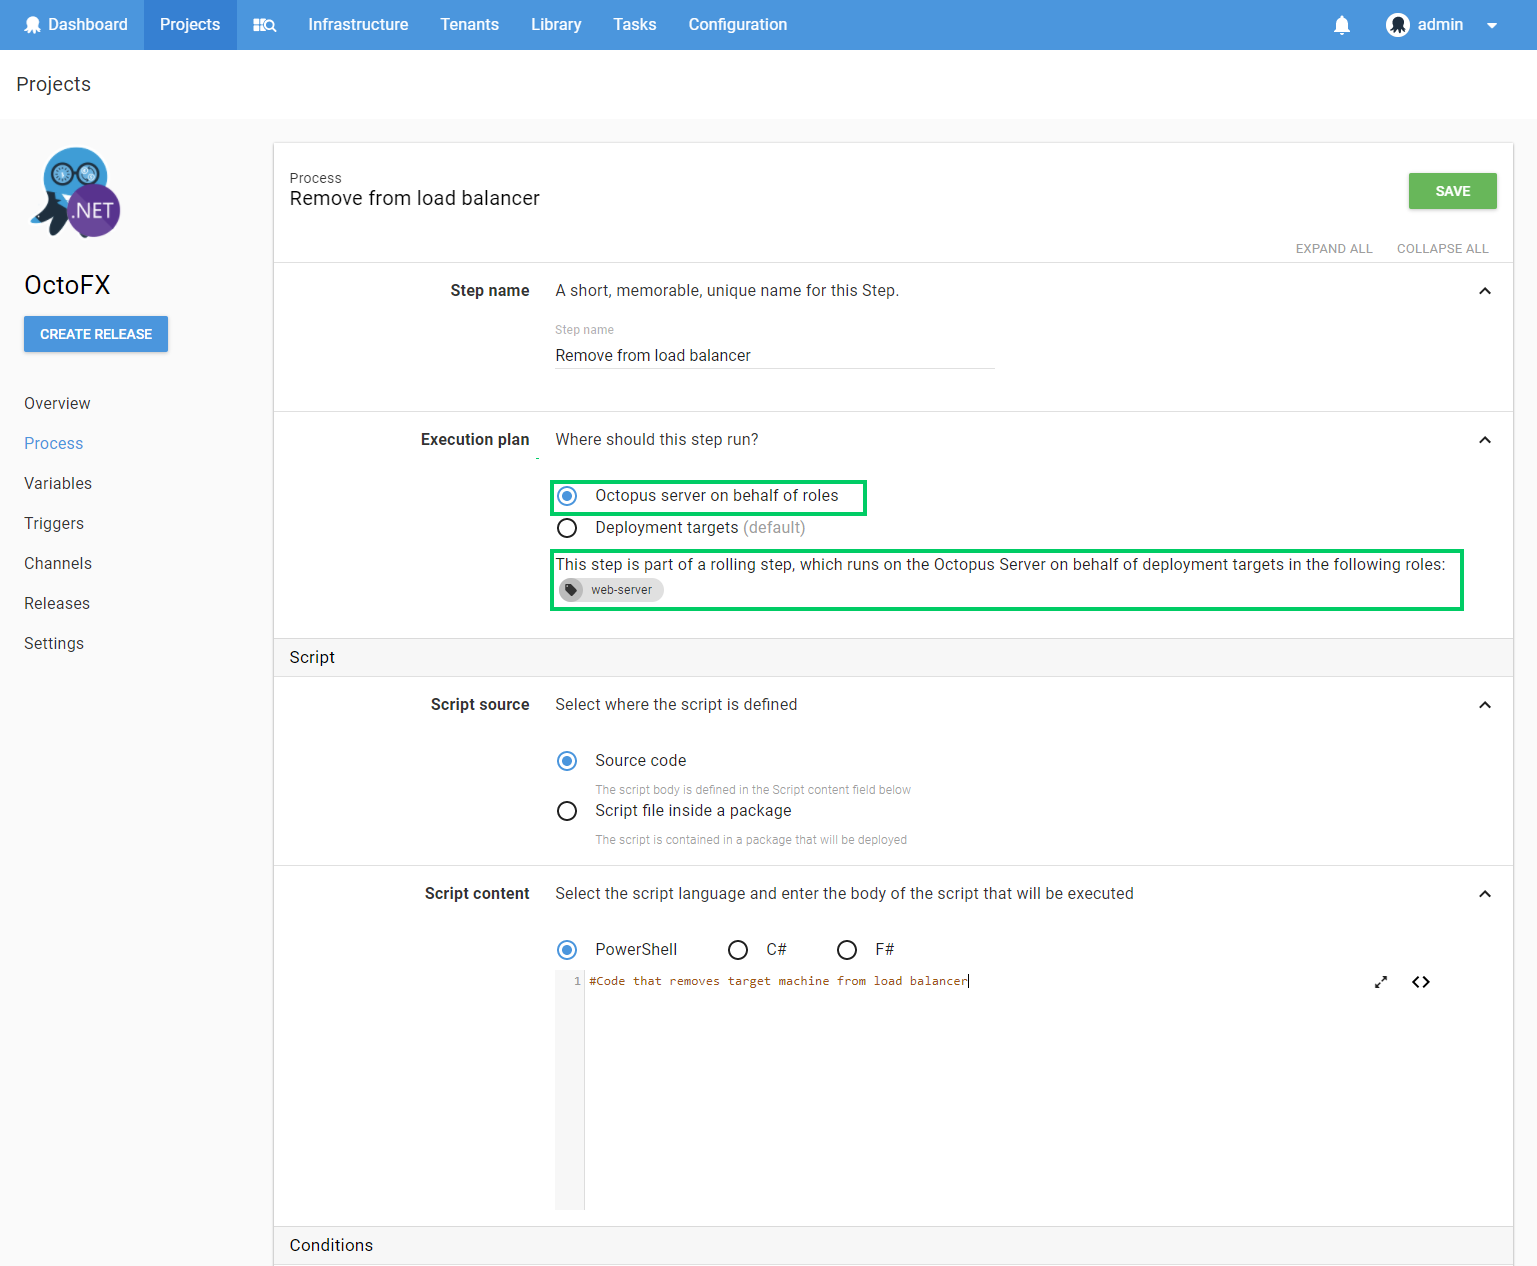 Dashboard Projects Infrastructure Tenants Library Tasks Configuration admin
Projects
.NET
OctoFX
CREATE RELEASE
Overview
Process
Variables
Triggers
Channels
Releases
Settings
Process
Remove from load balancer
SAVE
EXPAND ALL COLLAPSE ALL
Step name A short, memorable, unique name for this Step.
Step name
Remove from load balancer
Execution plan Where should this step run?
Octopus server on behalf of roles
Deployment targets (default)
This step is part of a rolling step, which runs on the Octopus Server on behalf of deployment targets in the following roles:
web-server
Script
Script source Select where the script is defined
Source code
The script body is defined in the Script content field below
Script file inside a package
The script is contained in a package that will be deployed
Script content Select the script language and enter the body of the script that will be executed
PowerShell C# F#
1 #Code that removes target machine from load balancer
Conditions